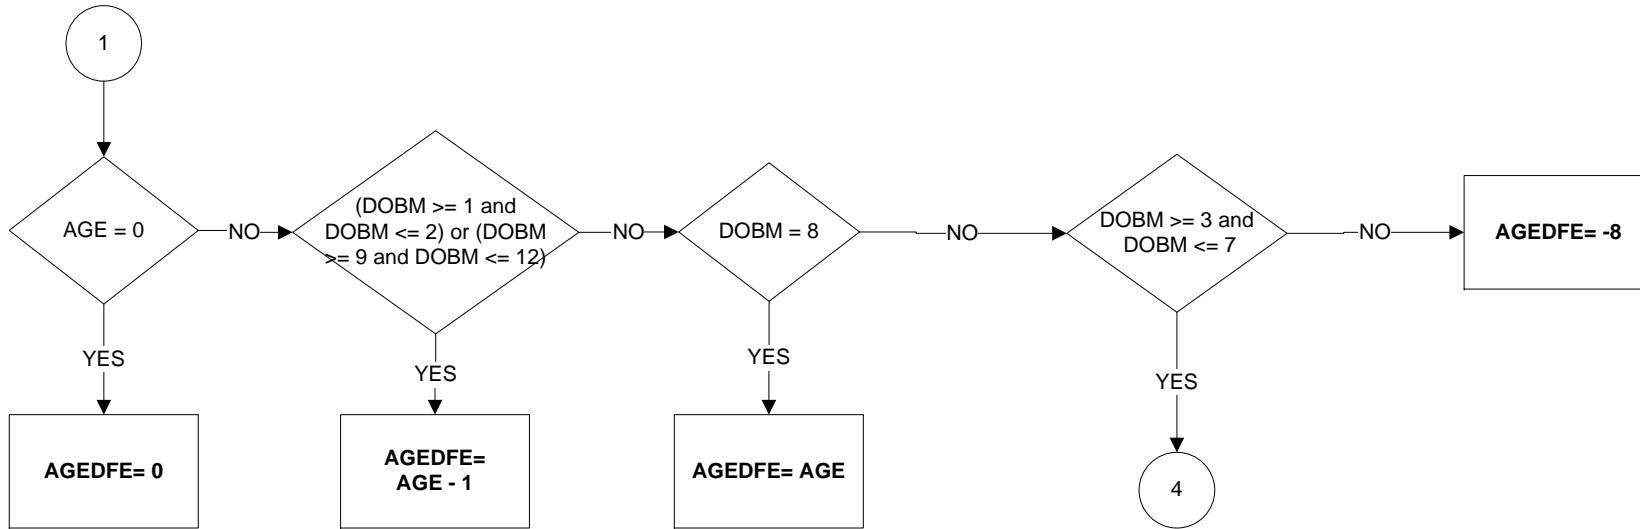 1
AGE = 0
NO
(DOBM >= 1 and
DOBM <= 2) or (DOBM
>= 9 and DOBM <= 12)
NO
DOBM = 8
NO
DOBM >= 3 and
DOBM <= 7
NO
AGEDFE= -8
YES
YES
YES
YES
AGEDFE= 0
AGEDFE=
AGE - 1
AGEDFE= AGE
4